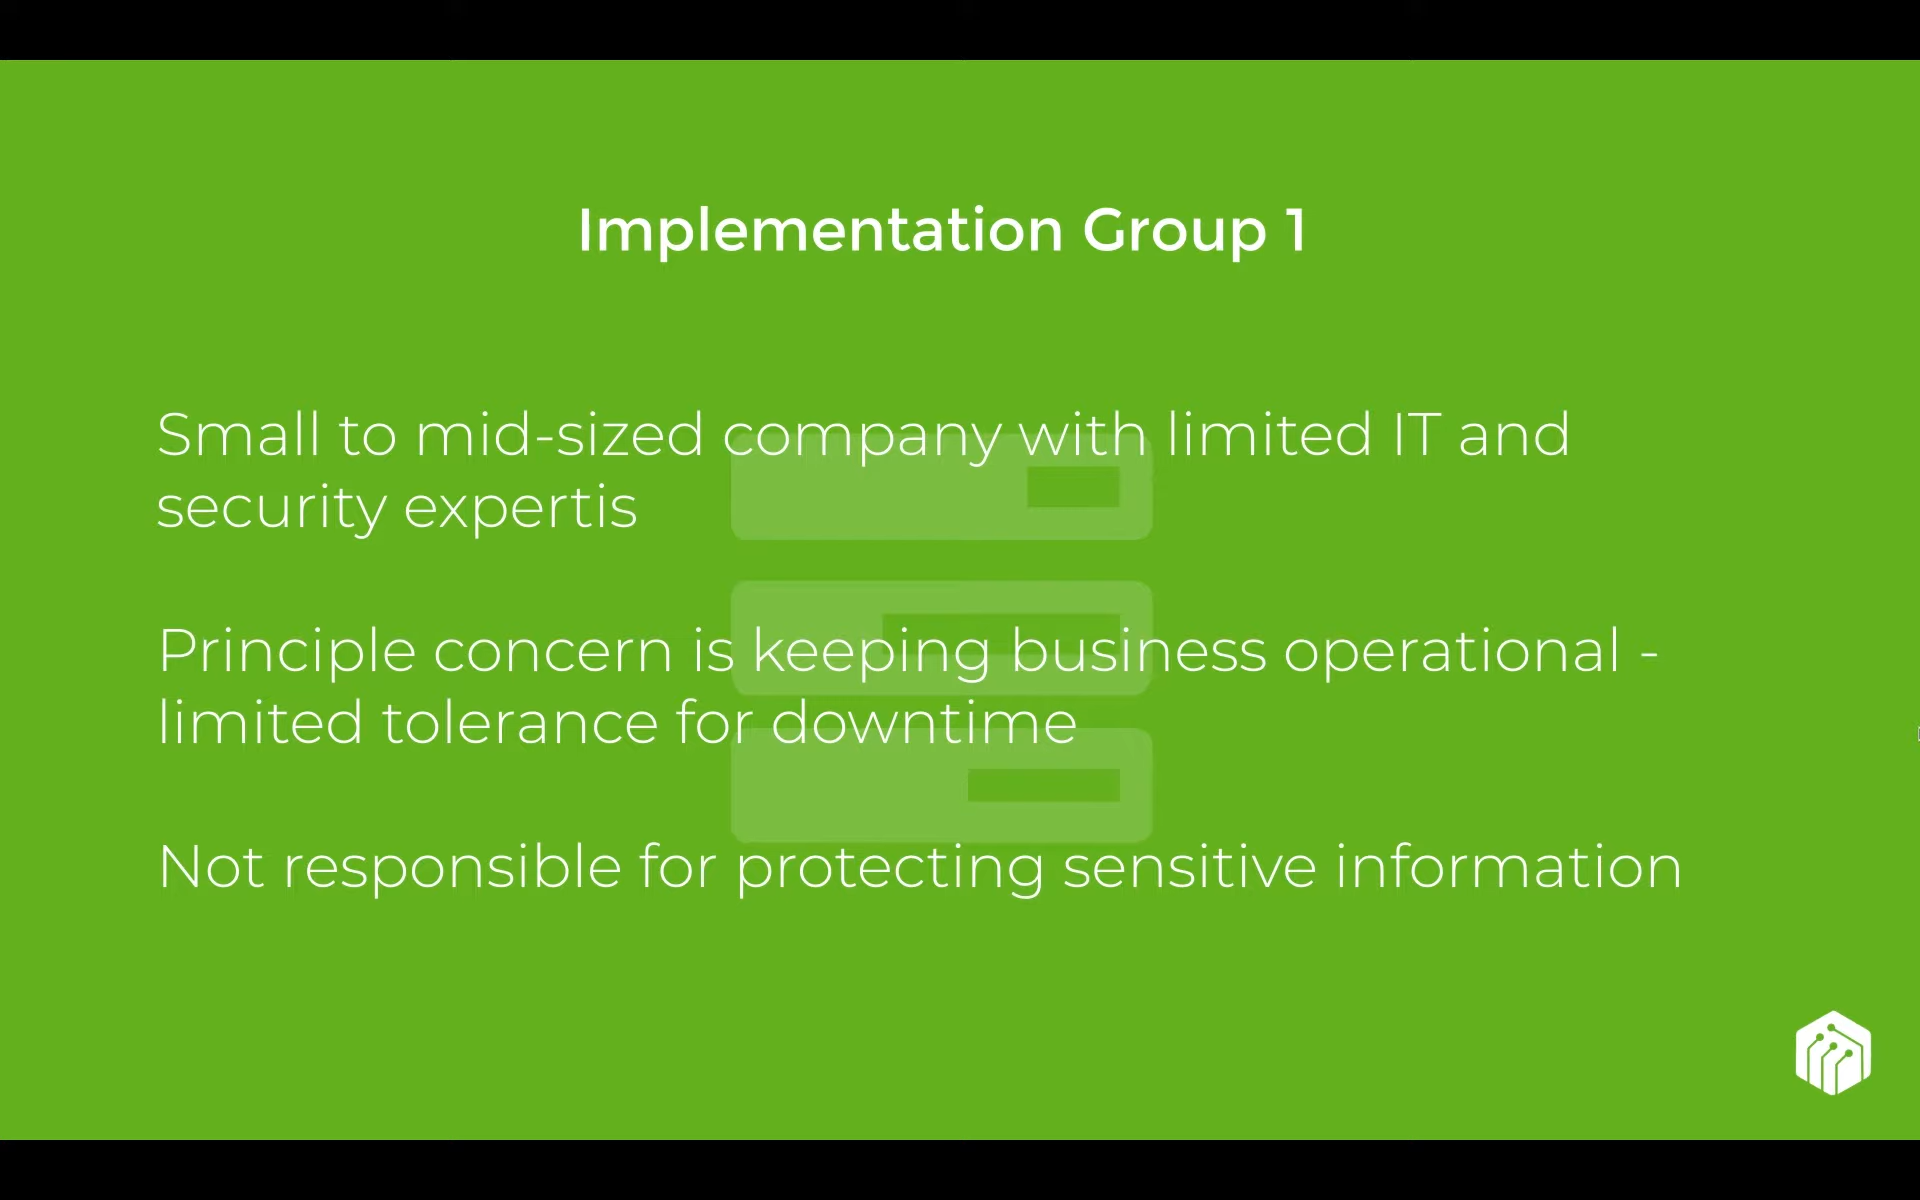 Implementation Group 1
Small to mid-sized company with limited IT and
security expertis
Principle concern is keeping business operational -
limited tolerance for downtime
Not responsible for protecting sensitive information